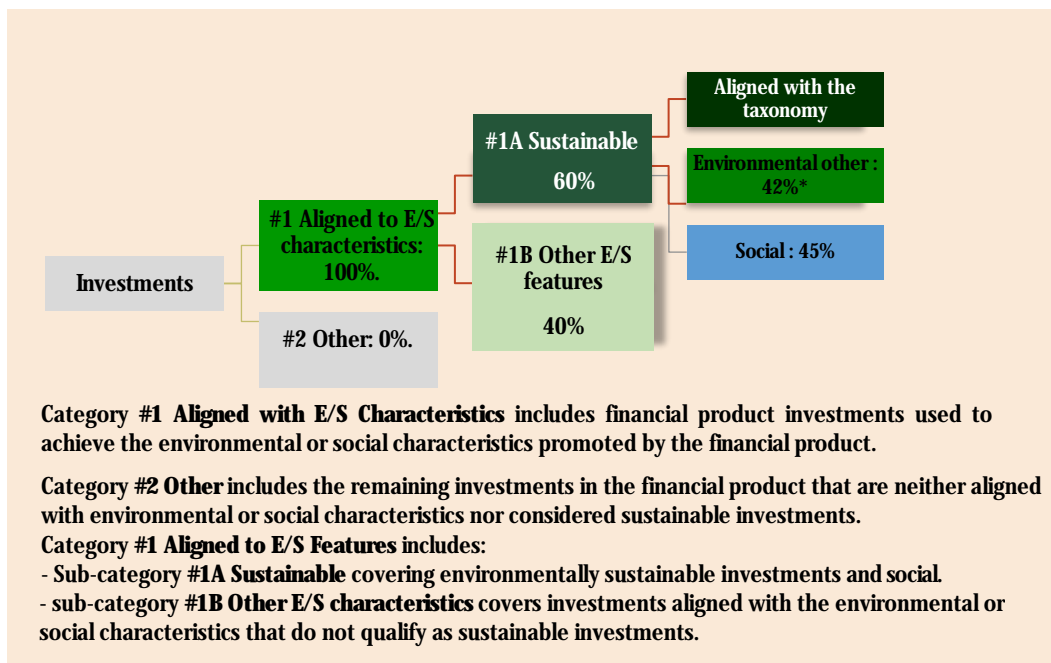 Aligned with the
taxonomy
#1A Sustainable
60%
Environmental other :
42%*
#1 Aligned to E/S
characteristics:
100%.
#1B Other E/S
features
40%
Social : 45%
Investments
#2 Other: 0%.
Category #1 Aligned with E/S Characteristics includes financial product investments used to
achieve the environmental or social characteristics promoted by the financial product.
Category #2 Other includes the remaining investments in the financial product that are neither aligned
with environmental or social characteristics nor considered sustainable investments.
Category #1 Aligned to E/S Features includes:
- Sub-category #1A Sustainable covering environmentally sustainable investments and social.
- sub-category #1B Other E/S characteristics covers investments aligned with the environmental or
social characteristics that do not qualify as sustainable investments.